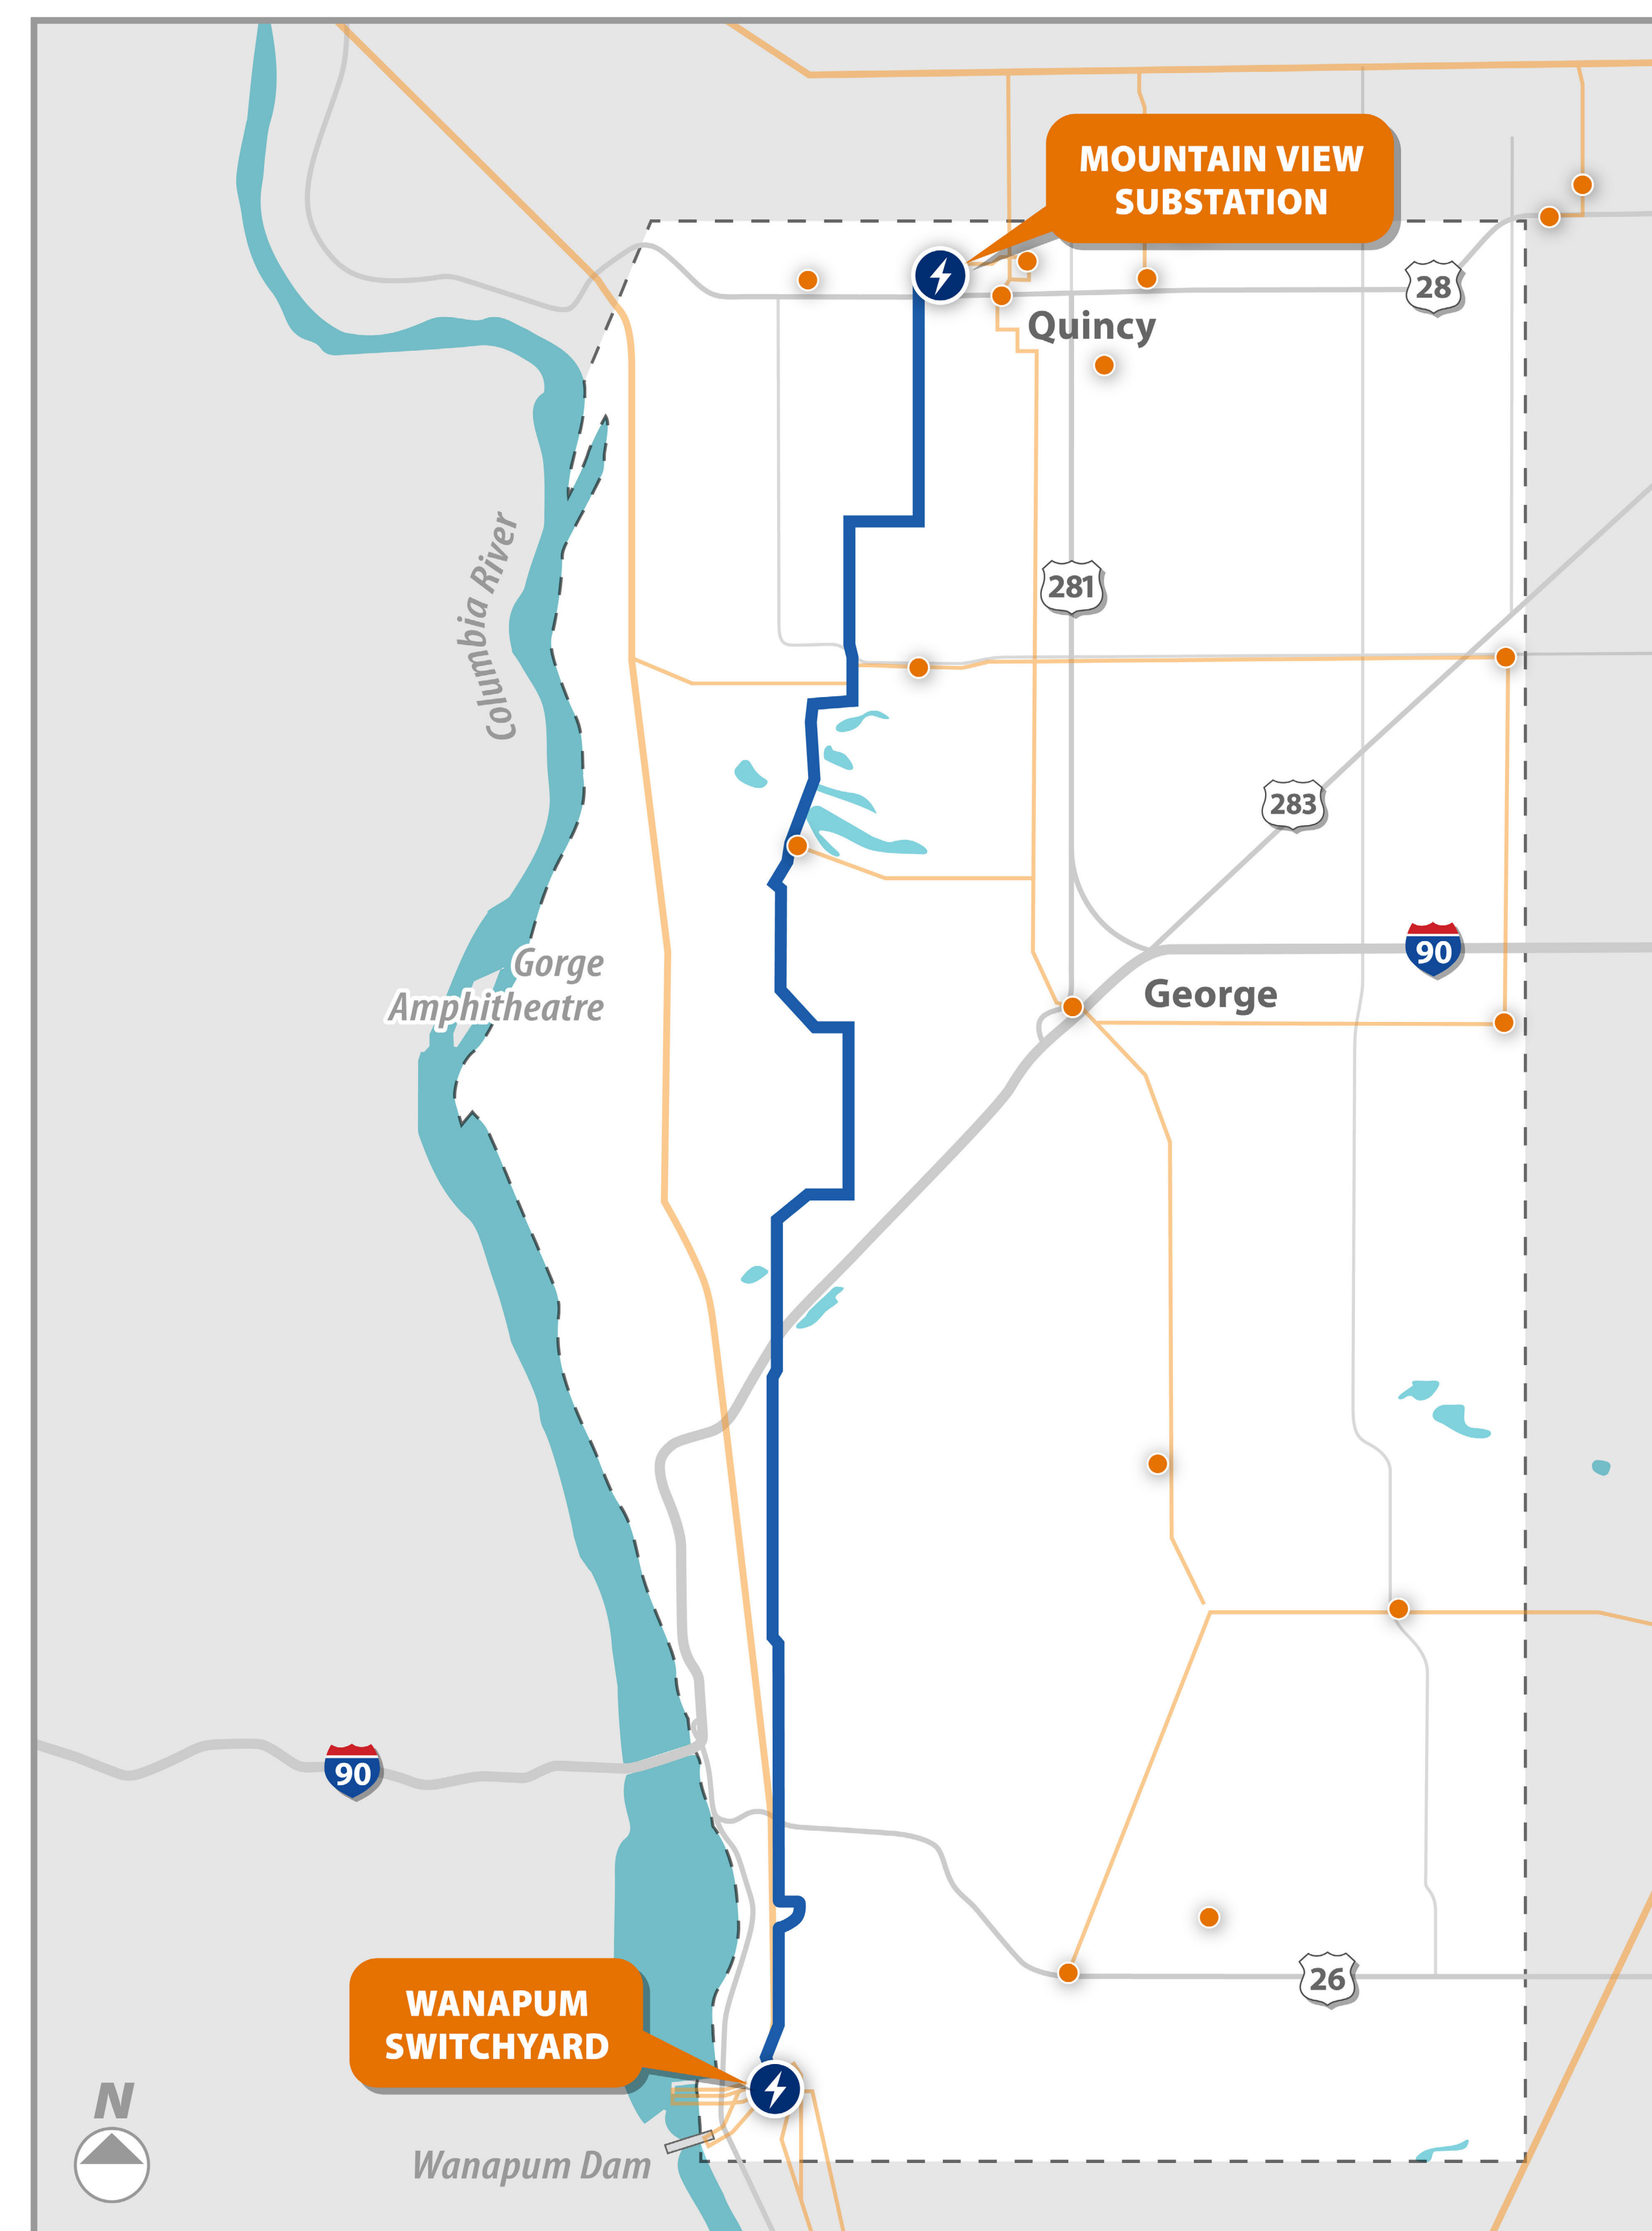 MOUNTAIN VIEW
SUBSTATION
28
Quincy
281
Columbia River
283
Gorge
Amphitheatre
90
George
90
26
WANAPUM
SWITCHYARD
N
Wanapum Dam